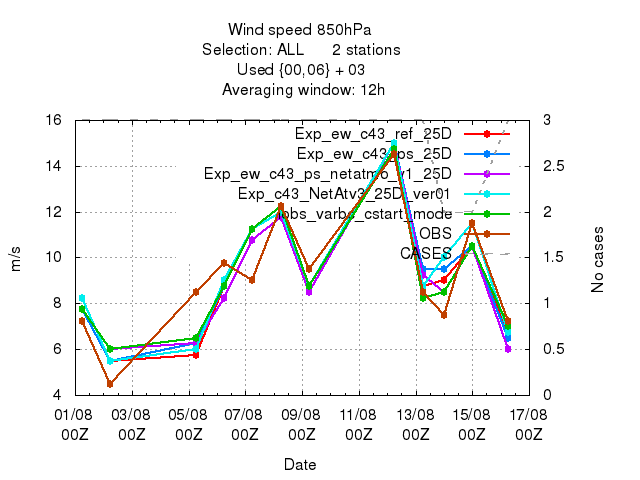 Wind speed 850hPa
Selection: ALL 2 stations
Used {00,06} + 03
Averaging window: 12h
16 3
Exp_ew_c43_ref_25D
Exp_ew_c43_ps_25D
14 2.5
Exp_ew_c43_ps_netatmo_v1_25D
Exp_c43_NetAtv3_25D_ver01
12 2
jobs_varbc_cstart_mode
OBS
CASES
10 1.5
m/s
No cases
8 1
6 0.5
4 0
01/08 03/08 05/08 07/08 09/08 11/08 13/08 15/08 17/08
00Z 00Z 00Z 00Z 00Z 00Z 00Z 00Z 00Z
Date